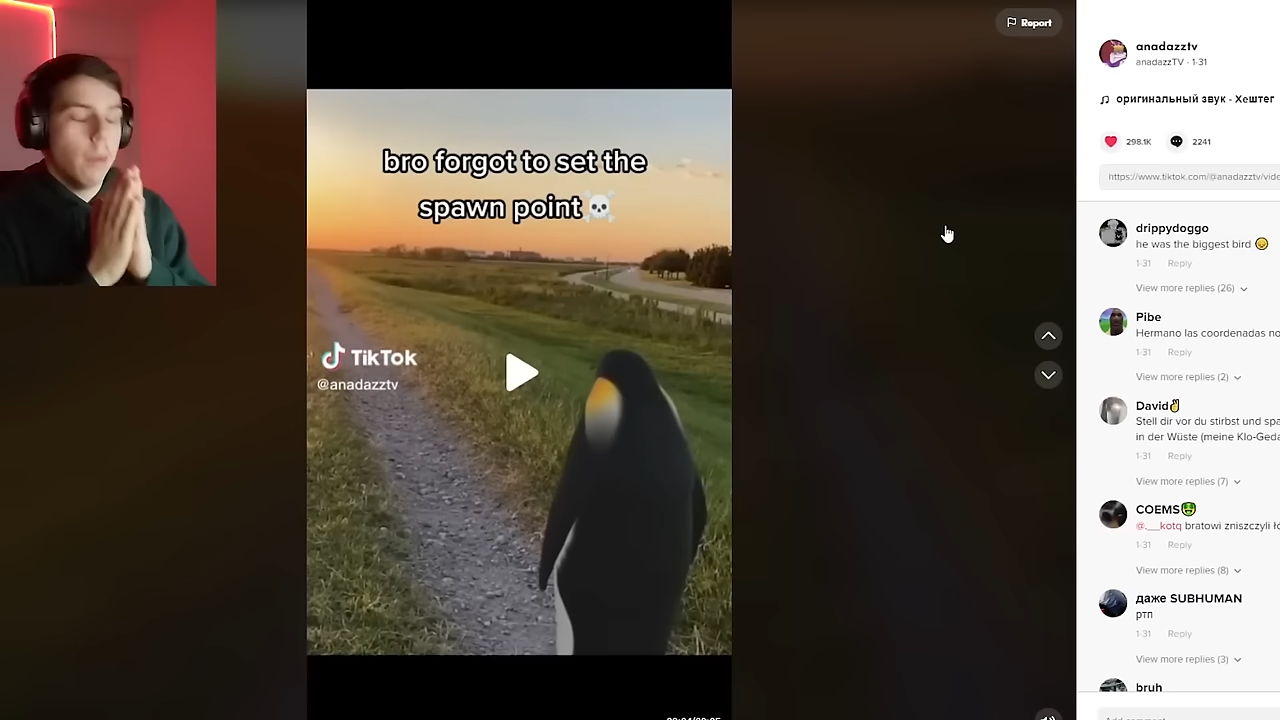 Report
bro forgot to set the
spawn point☠️
TikTok
@anadazztv
anadazztv
anadazzTV · 1-31
оригинальный звук - Хештег
298.1K
2241
https://www.tiktok.com/@anadazztv/vide
drippydoggo
he was the biggest bird 😔
1-31 Reply
View more replies (26)
Pibe
Hermano las coordenadas no
1-31 Reply
View more replies (2)
David✌
Stell dir vor du stirbst und spa
in der Wüste (meine Klo-Geda
1-31 Reply
View more replies (7)
COEMS🤑
@.__kotq bratowi zniszczyli łó
1-31 Reply
View more replies (8)
даже SUBHUMAN
ртп
1-31 Reply
View more replies (3)
bruh